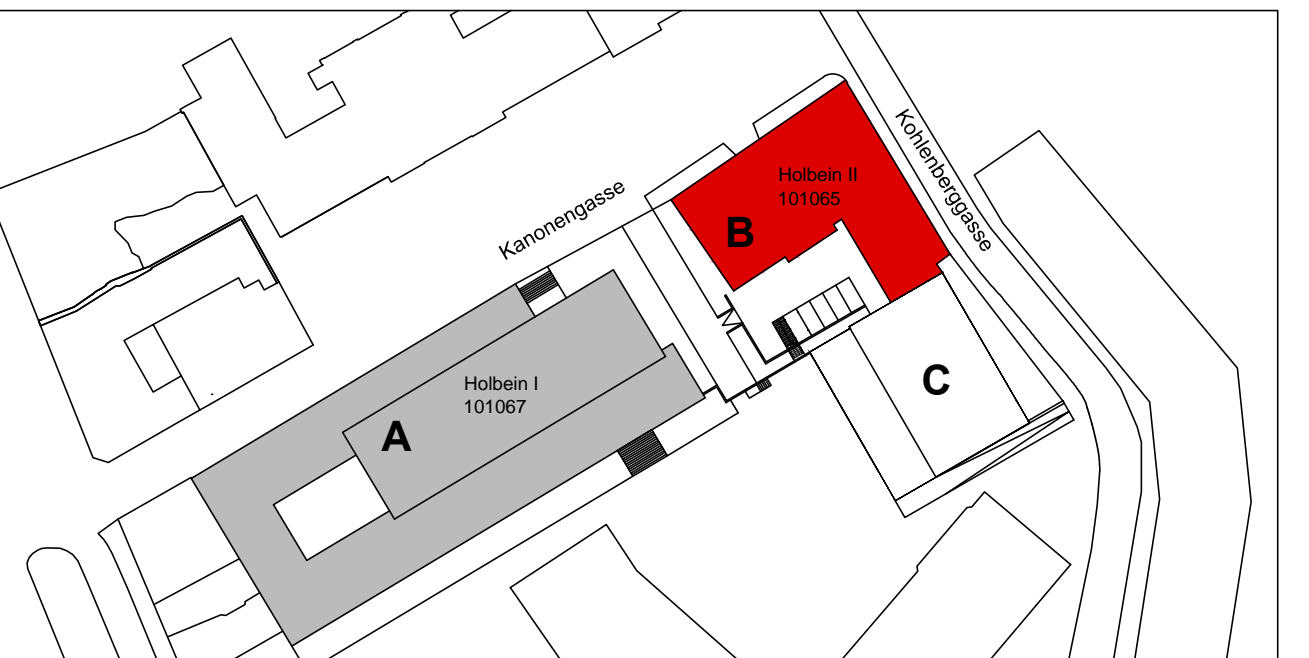 Kanonengasse
Kohlenberggasse
Holbein II
101065
B
Holbein I
101067
A
C